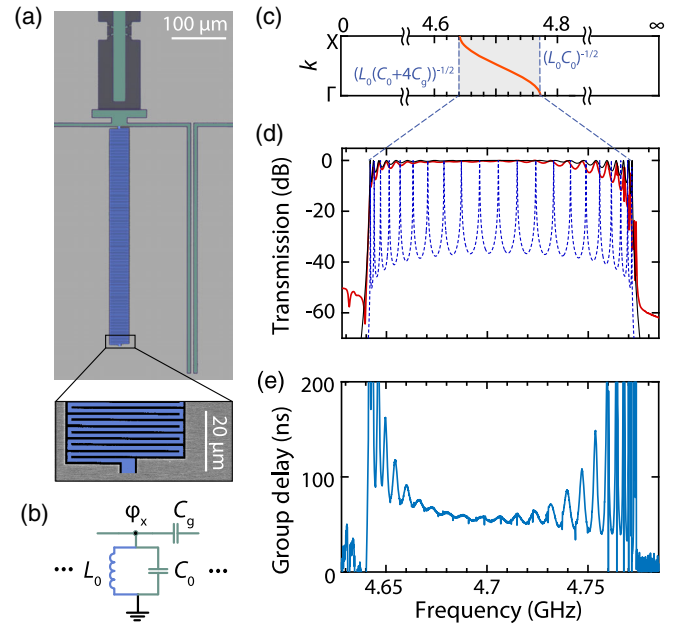 (a)
100 μm
20 μm
(b)
φx
Cg
L0
C0
(c)
0 4.6 4.8 ∞
X
k
Γ
(L0(C0+4Cg))-1/2
(L0C0)-1/2
(d)
Transmission (dB)
0
-20
-40
-60
(e)
Group delay (ns)
200
100
0
4.65 4.7 4.75
Frequency (GHz)